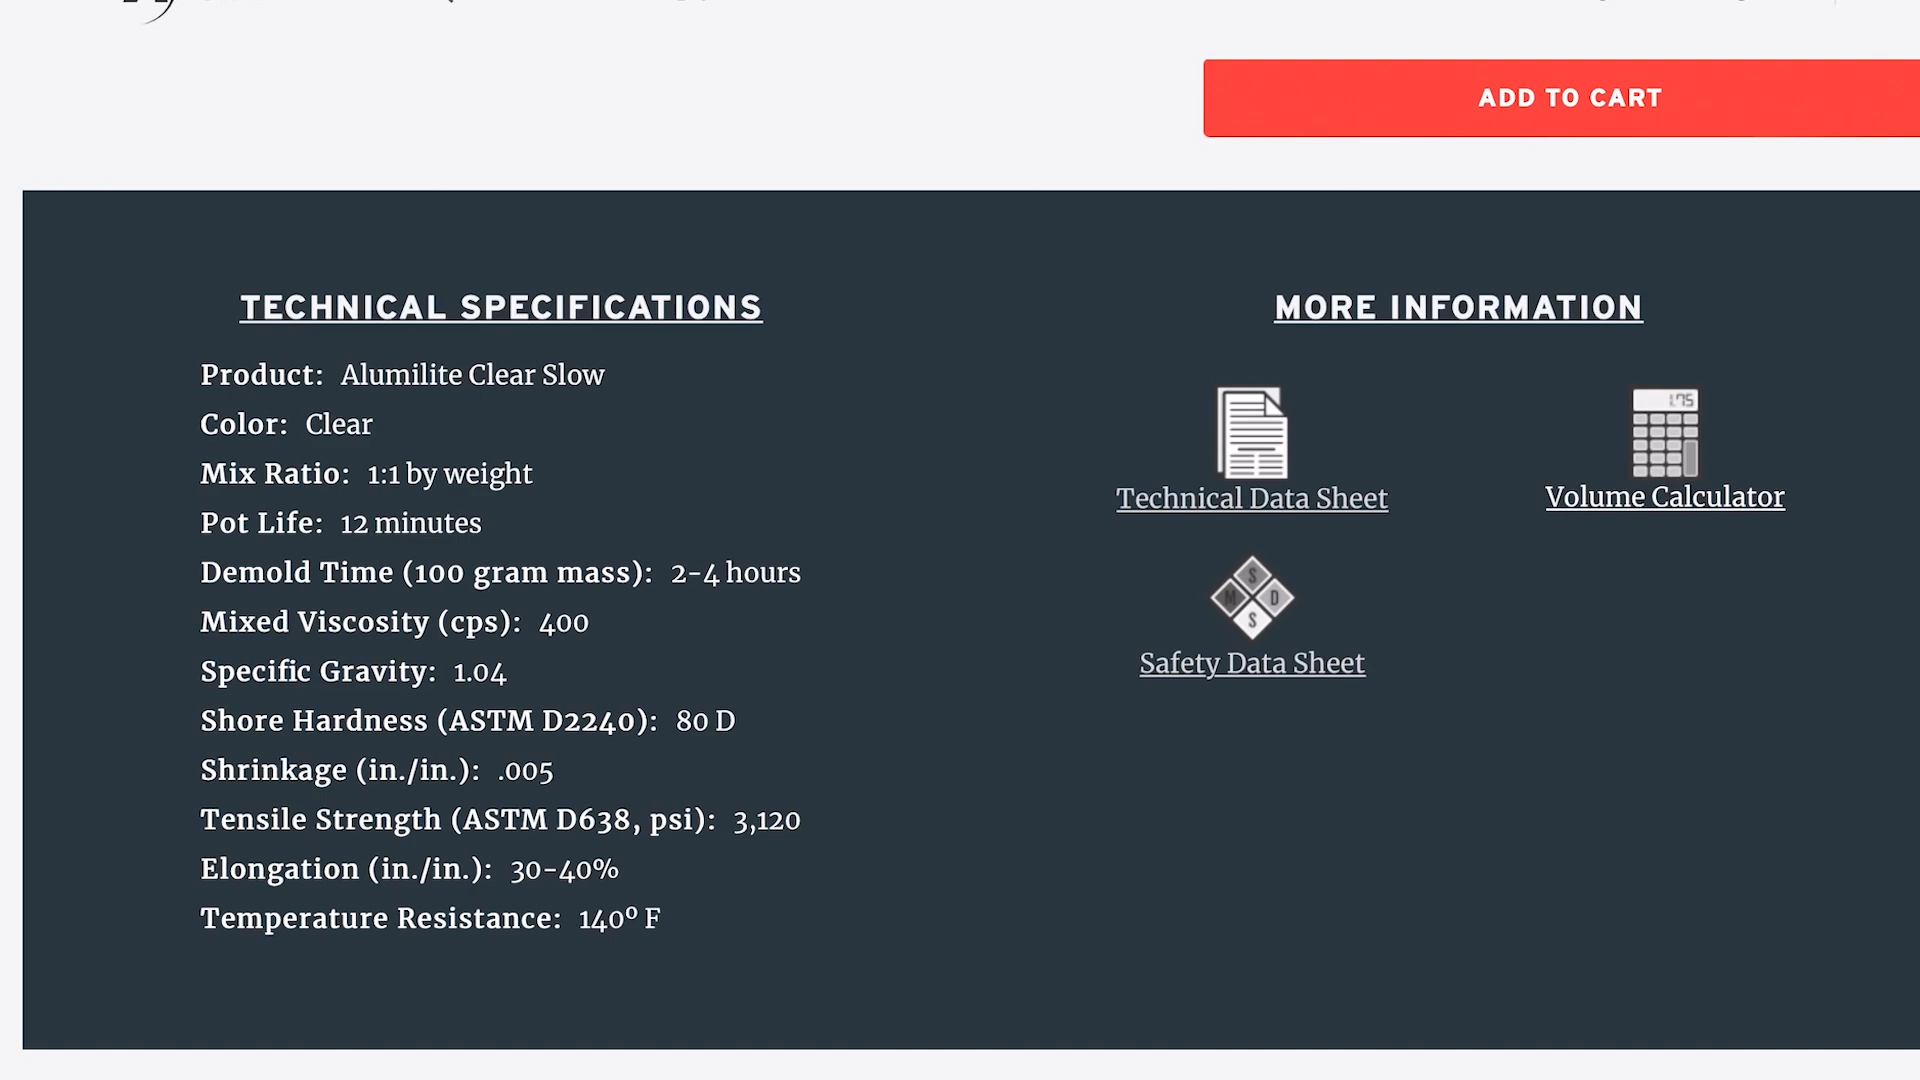 ADD TO CART
TECHNICAL SPECIFICATIONS
Product: Alumilite Clear Slow
Color: Clear
Mix Ratio: 1:1 by weight
Pot Life: 12 minutes
Demold Time (100 gram mass): 2-4 hours
Mixed Viscosity (cps): 400
Specific Gravity: 1.04
Shore Hardness (ASTM D2240): 80 D
Shrinkage (in./in.): .005
Tensile Strength (ASTM D638, psi): 3,120
Elongation (in./in.): 30-40%
Temperature Resistance: 140º F
MORE INFORMATION
1.75
Technical Data Sheet
Volume Calculator
S
M D
S
Safety Data Sheet